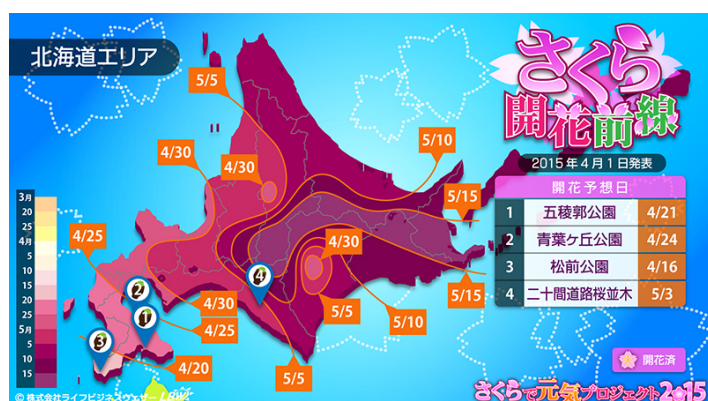 北海道エリア
さくら
開花前線
2015年4月1日発表
開花予想日
1 五稜郭公園 4/21
2 青葉ヶ丘公園 4/24
3 松前公園 4/16
4 二十間道路桜並木 5/3
5/5
4/30
4/30
5/10
5/15
4/25
4/30
4
2
4/30
5/15
1
4/25
5/5
5/10
3
4/20
5/5
3月
20
25
4月
5
10
15
20
25
5月
5
10
15
開花済
©株式会社ライフビジネスウェザー
さくらで元気プロジェクト2015